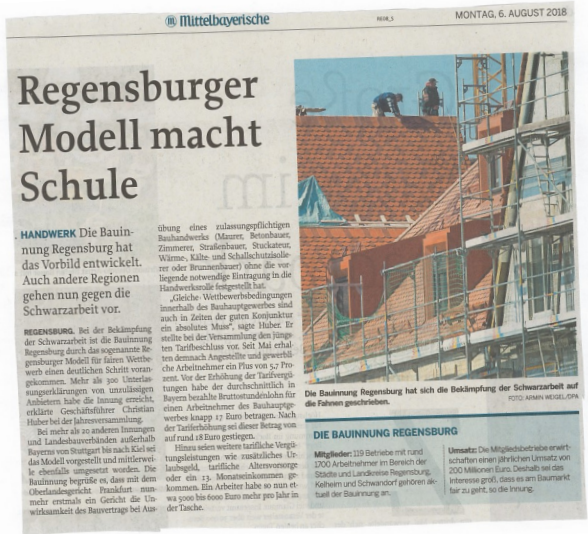 Mittelbayerische
REGR_5
MONTAG, 6. AUGUST 2018
Regensburger
Modell macht
Schule
HANDWERK Die Bauin-
nung Regensburg hat
das Vorbild entwickelt.
Auch andere Regionen
gehen nun gegen die
Schwarzarbeit vor.
REGENSBURG. Bei der Bekämpfung
der Schwarzarbeit ist die Bauinnung
Regensburg durch das sogenannte Re-
gensburger Modell für fairen Wettbe-
werb einen deutlichen Schritt voran-
gekommen. Mehr als 300 Unterlas-
sungserklärungen von unzulässigen
Anbietern habe die Innung erreicht,
erklärte Geschäftsführer Christian
Huber bei der Jahresversammlung.
Bei mehr als 20 anderen Innungen
und Landesbauverbänden außerhalb
Bayerns von Stuttgart bis nach Kiel sei
das Modell vorgestellt und mittlerwei-
le ebenfalls umgesetzt worden. Die
Bauinnung begrüße es, dass mit dem
Oberlandesgericht Frankfurt nun-
mehr erstmals ein Gericht die Un-
wirksamkeit des Bauvertrags bei Aus-
übung eines zulassungspflichtigen
Bauhandwerks (Maurer, Betonbauer,
Zimmerer, Straßenbauer, Stuckateur,
Wärme-, Kälte- und Schallschutzisolie-
rer oder Brunnenbauer) ohne die vor-
liegende notwendige Eintragung in die
Handwerksrolle festgestellt hat.
„Gleiche Wettbewerbsbedingungen
innerhalb des Bauhauptgewerbes sind
auch in Zeiten der guten Konjunktur
ein absolutes Muss“, sagte Huber. Er
stellte bei der Versammlung den jüngs-
ten Tarifbeschluss vor. Seit Mai erhal-
ten demnach Angestellte und gewerbli-
che Arbeitnehmer ein Plus von 5,7 Pro-
zent. Vor der Erhöhung der Tarifvergü-
tungen habe der durchschnittlich in
Bayern bezahlte Bruttostundenlohn für
einen Arbeitnehmer des Bauhauptge-
werbes knapp 17 Euro betragen. Nach
der Tariferhöhung sei dieser Betrag von
auf rund 18 Euro gestiegen.
Hinzu seien weitere tarifliche Vergü-
tungsleistungen wie zusätzliches Ur-
laubsgeld, tarifliche Altersvorsorge
oder ein 13. Monatseinkommen ge-
kommen. Ein Arbeiter habe so nun et-
wa 5000 bis 6000 Euro mehr pro Jahr in
der Tasche.
Die Bauinnung Regensburg hat sich die Bekämpfung der Schwarzarbeit auf
die Fahnen geschrieben.
FOTO: ARMIN WEIGEL/DPA
DIE BAUINNUNG REGENSBURG
Mitglieder: 119 Betriebe mit rund
1700 Arbeitnehmer im Bereich der
Städte und Landkreise Regensburg,
Kelheim und Schwandorf gehören ak-
tuell der Bauinnung an.
Umsatz: Die Mitgliedsbetriebe erwirt-
schaften einen jährlichen Umsatz von
200 Millionen Euro. Deshalb sei das
Interesse groß, dass es am Baumarkt
fair zu geht, so die Innung.